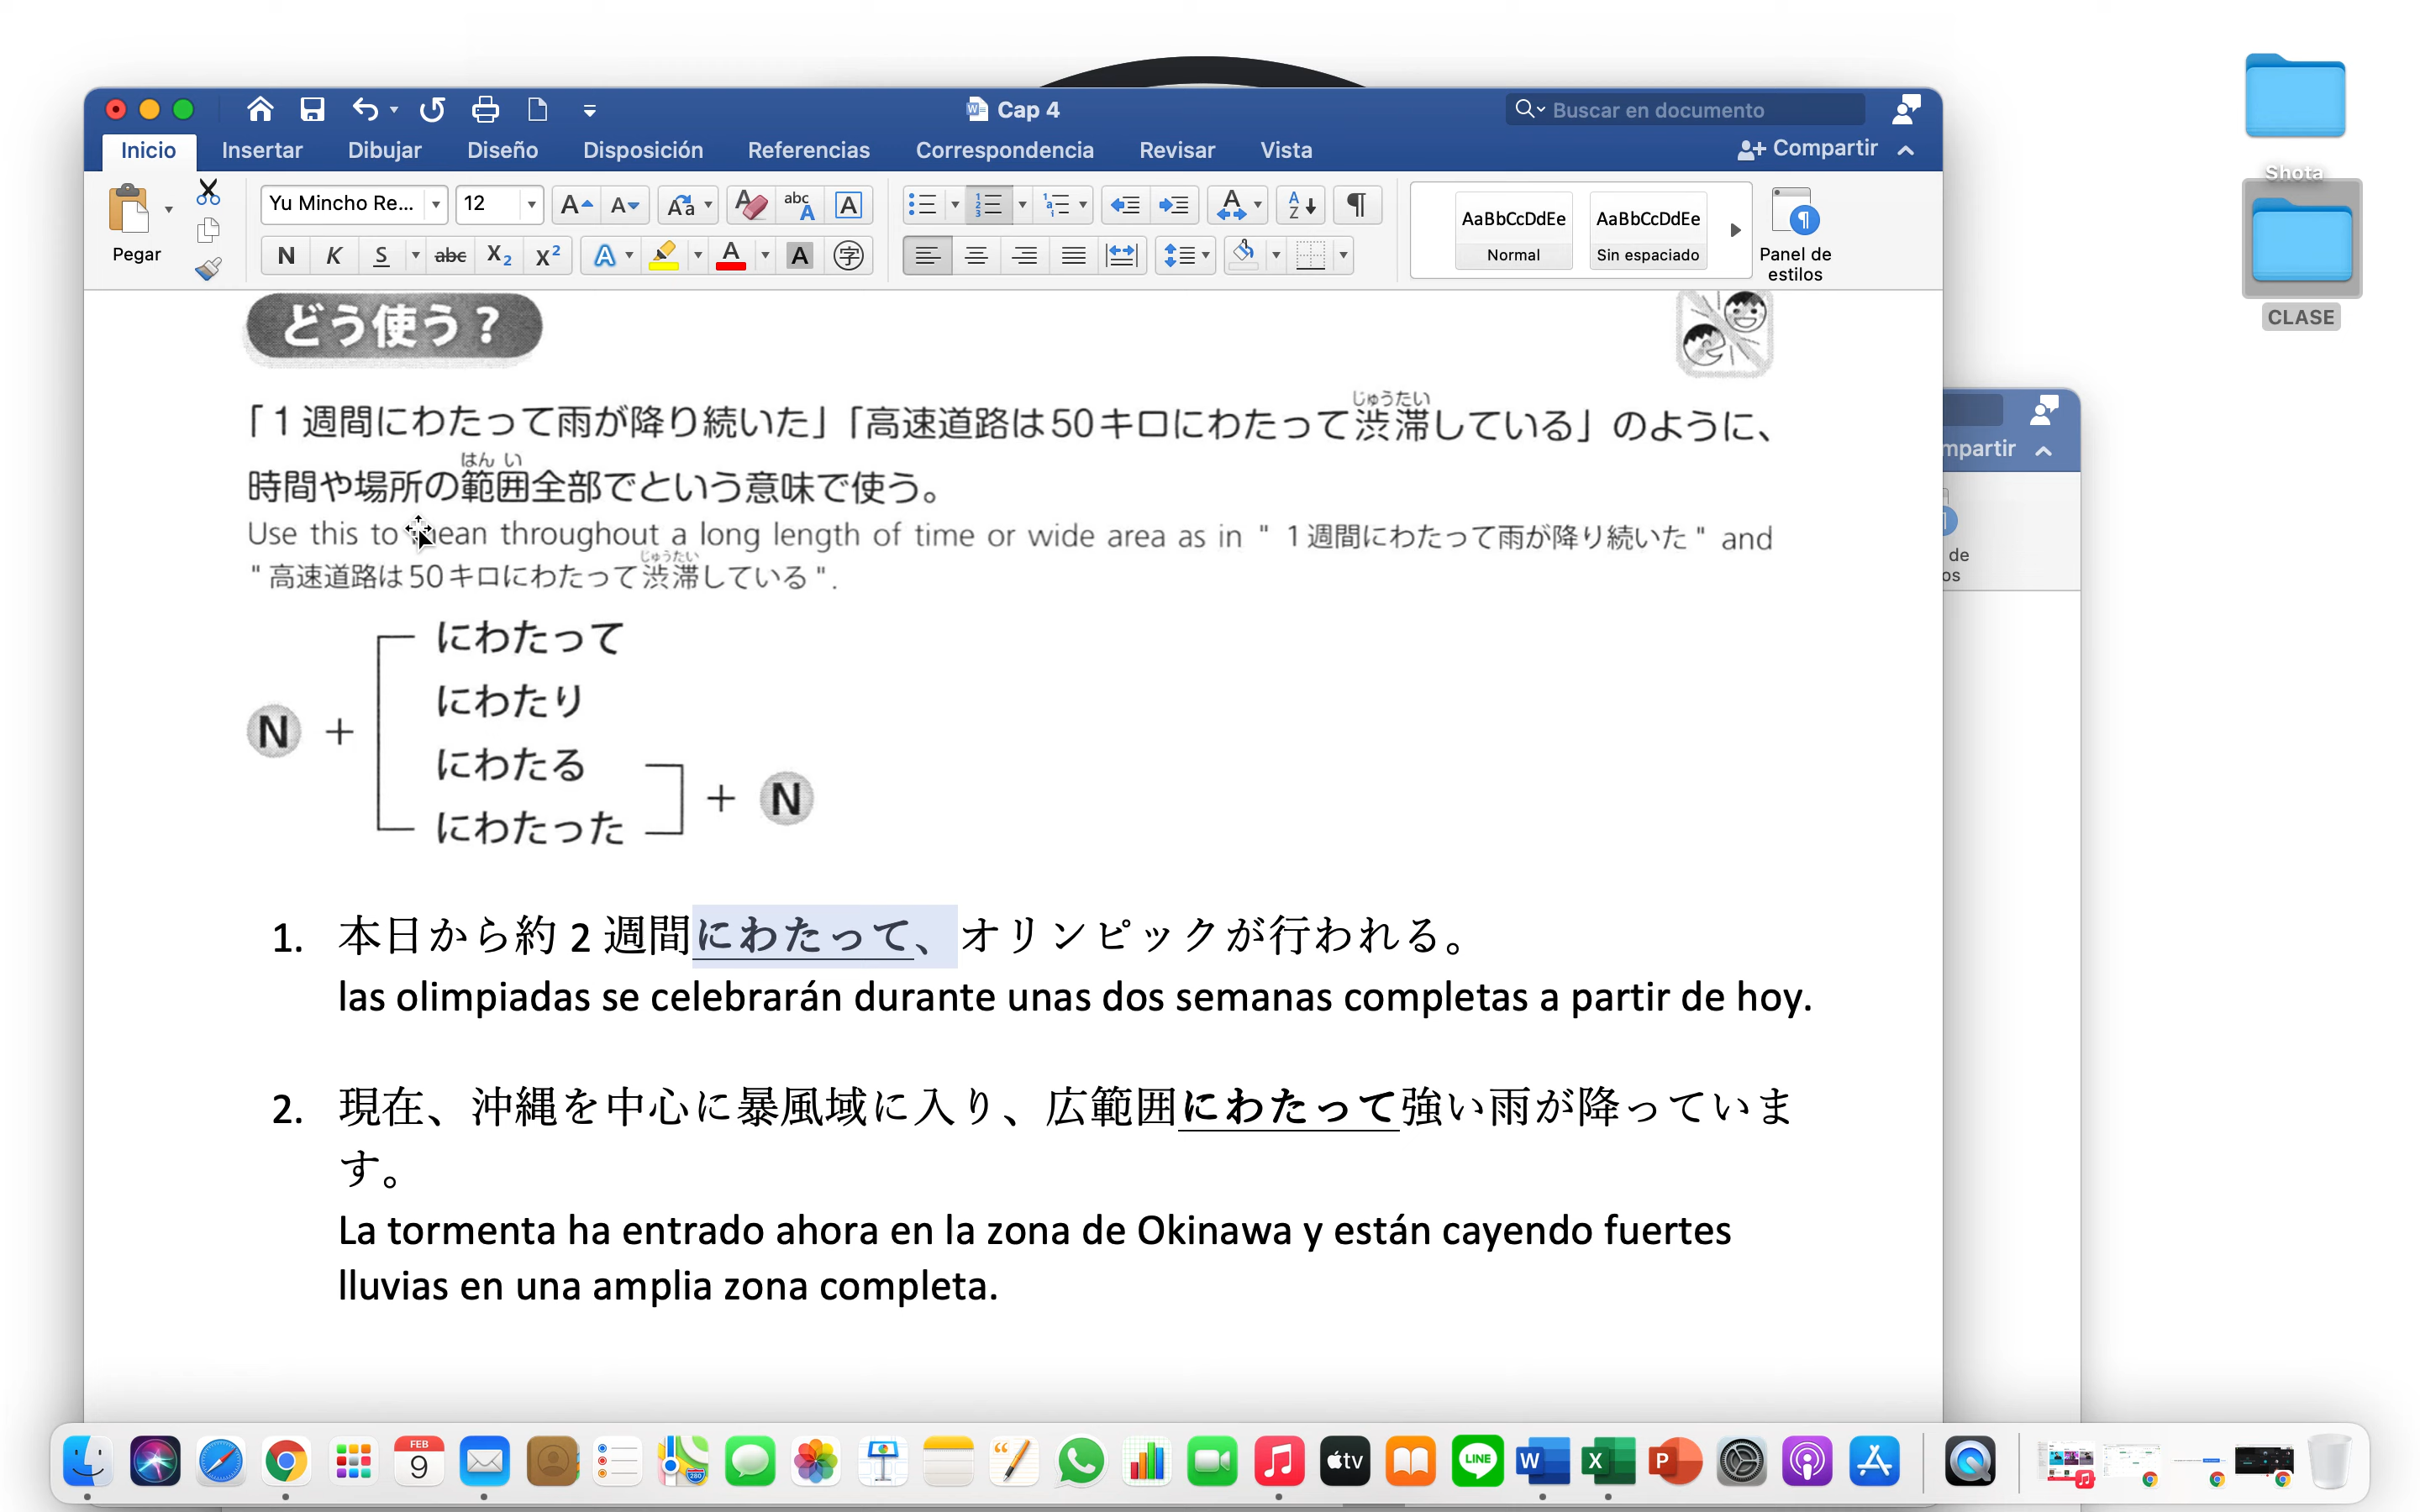 Cap 4
Buscar en documento
Inicio
Insertar
Dibujar
Diseño
Disposición
Referencias
Correspondencia
Revisar
Vista
Compartir
Pegar
Yu Mincho Re...
12
AaBbCcDdEe
Normal
AaBbCcDdEe
Sin espaciado
Panel de
estilos
どう使う？
「1週間にわたって雨が降り続いた」「高速道路は50キロにわたって渋滞している」のように、
じゅうたい
時間や場所の範囲全部でという意味で使う。
はん い
Use this to mean throughout a long length of time or wide area as in " 1週間にわたって雨が降り続いた" and
じゅうたい
"高速道路は50キロにわたって渋滞している".
N + にわたって
にわたり
にわたる
にわたった + N
1. 本日から約 2 週間にわたって、オリンピックが行われる。
las olimpiadas se celebrarán durante unas dos semanas completas a partir de hoy.
2. 現在、沖縄を中心に暴風域に入り、広範囲にわたって強い雨が降っていま
す。
La tormenta ha entrado ahora en la zona de Okinawa y están cayendo fuertes
lluvias en una amplia zona completa.
mpartir
de
os
Shota
CLASE
FEB
9
280
tv
LINE
W
X
P